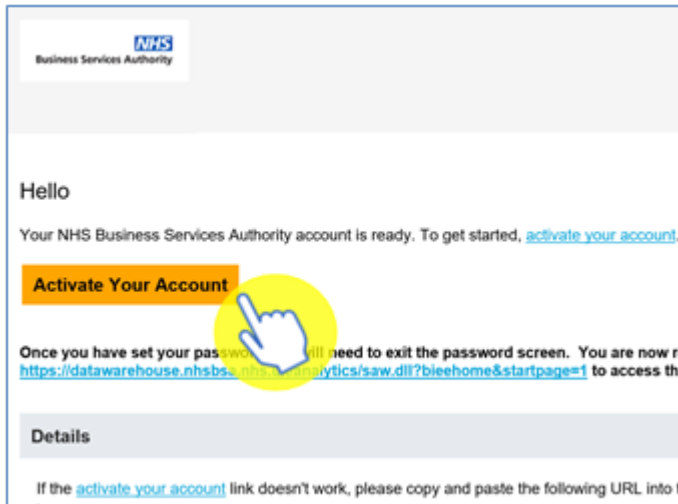 NHS
Business Services Authority
Hello
Your NHS Business Services Authority account is ready. To get started, activate your account.
Activate Your Account
Once you have set your will need to exit the password screen. You are now
https://datawarehouse.nhsbsa.nhs. /saw.dll?bieehome&startpage=1 to access
Details
If the activate your account link doesn't work, please copy and paste the following URL into